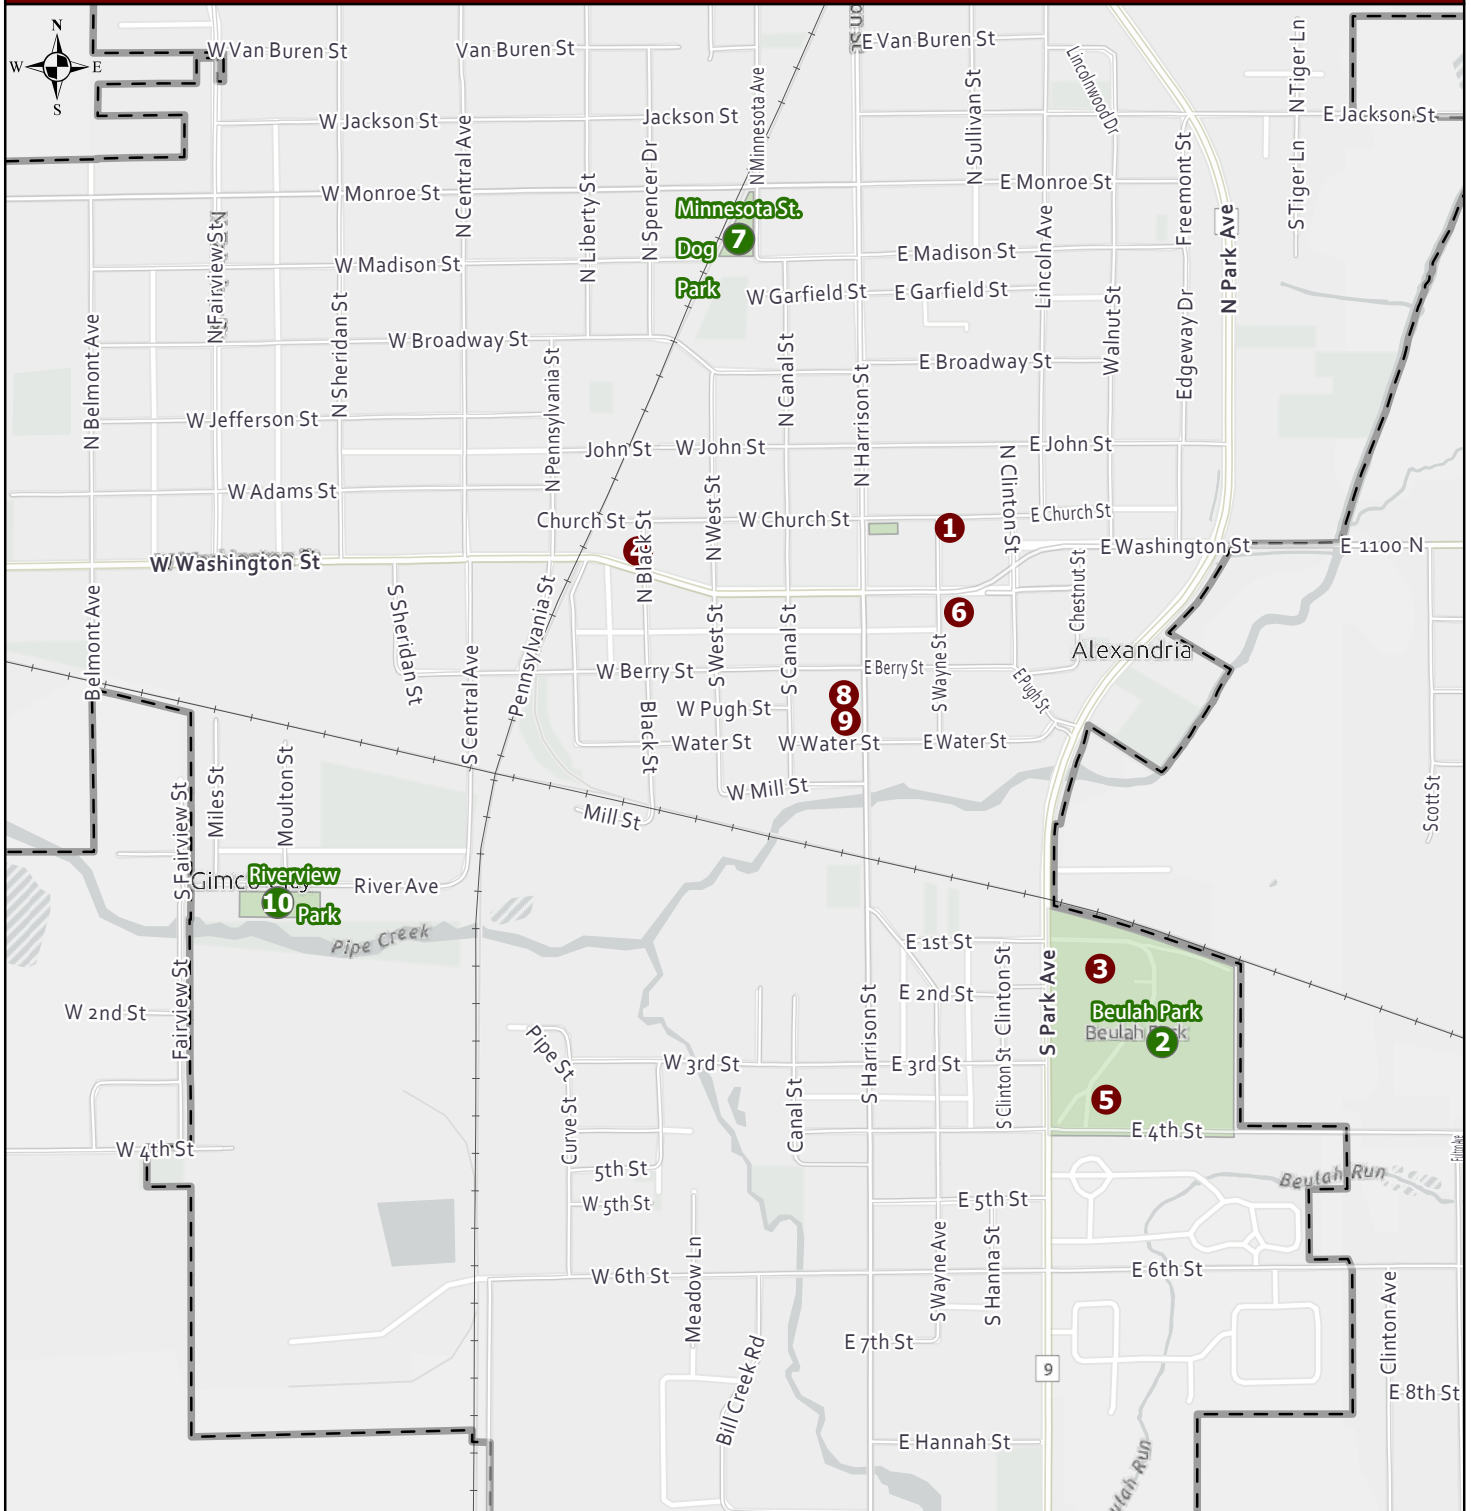 N
W E
S
W Van Buren St
Van Buren St
E Van Buren St
Lincolnwood Dr
N Tiger Ln
W Jackson St
Jackson St
E Jackson St
N Minnesota Ave
N Sullivan St
N Central Ave
N Spencer Dr
Freemont St
S Tiger Ln
W Monroe St
E Monroe St
N Liberty St
Minnesota St.
7
Dog
Park
N Fairview St
W Madison St
E Madison St
Lincoln Ave
N Park Ave
W Garfield St
E Garfield St
N Sheridan St
Walnut St
Edgeway Dr
N Belmont Ave
W Broadway St
E Broadway St
N Pennsylvania St
N Canal St
N Harrison St
W Jefferson St
John St
W John St
E John St
N Clinton St
W Adams St
N West St
Church St
W Church St
E Church St
1
4
N Black St
W Washington St
E Washington St
E 1100 N
Belmont Ave
S Sheridan St
Pennsylvania St
Chestnut St
6
Alexandria
S West St
S Canal St
S Wayne St
W Berry St
E Berry St
E Pugh St
S Central Ave
8
W Pugh St
9
Black St
Water St
W Water St
E Water St
Miles St
Moulton St
W Mill St
Mill St
Scott St
S Fairview St
Riverview
10
Park
River Ave
Pipe Creek
E 1st St
S Park Ave
3
Fairview St
Clinton St
E 2nd St
W 2nd St
Beulah Park
Beulah Park
2
Pipe St
S Harrison St
W 3rd St
E 3rd St
S Clinton St
5
Curve St
Canal St
E 4th St
W 4th St
5th St
Beulah Run
W 5th St
E 5th St
Meadow Ln
S Wayne Ave
S Hanna St
W 6th St
E 6th St
Clinton Ave
E 7th St
Bill Creek Rd
9
E 8th St
E Hannah St